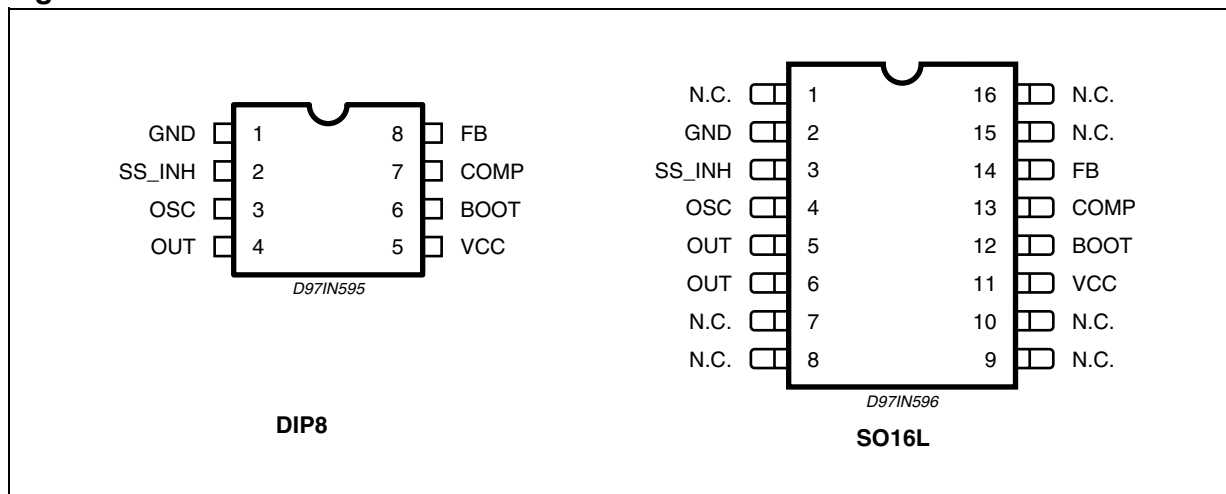 GND 1 8 FB
SS_INH 2 7 COMP
OSC 3 6 BOOT
OUT 4 5 VCC
D97IN595
DIP8
N.C. 1 16 N.C.
GND 2 15 N.C.
SS_INH 3 14 FB
OSC 4 13 COMP
OUT 5 12 BOOT
OUT 6 11 VCC
N.C. 7 10 N.C.
N.C. 8 9 N.C.
D97IN596
SO16L